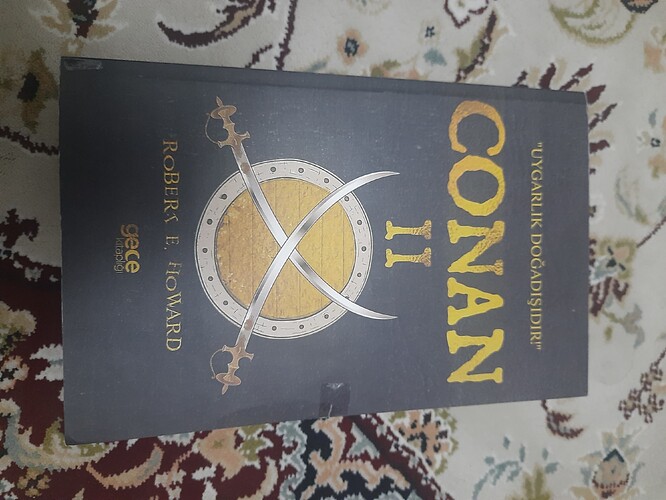 "UYGARLIK DOĞADIŞIDIR!"
CONAN
II
ROBERT E. HOWARD
gece
kitaplığı